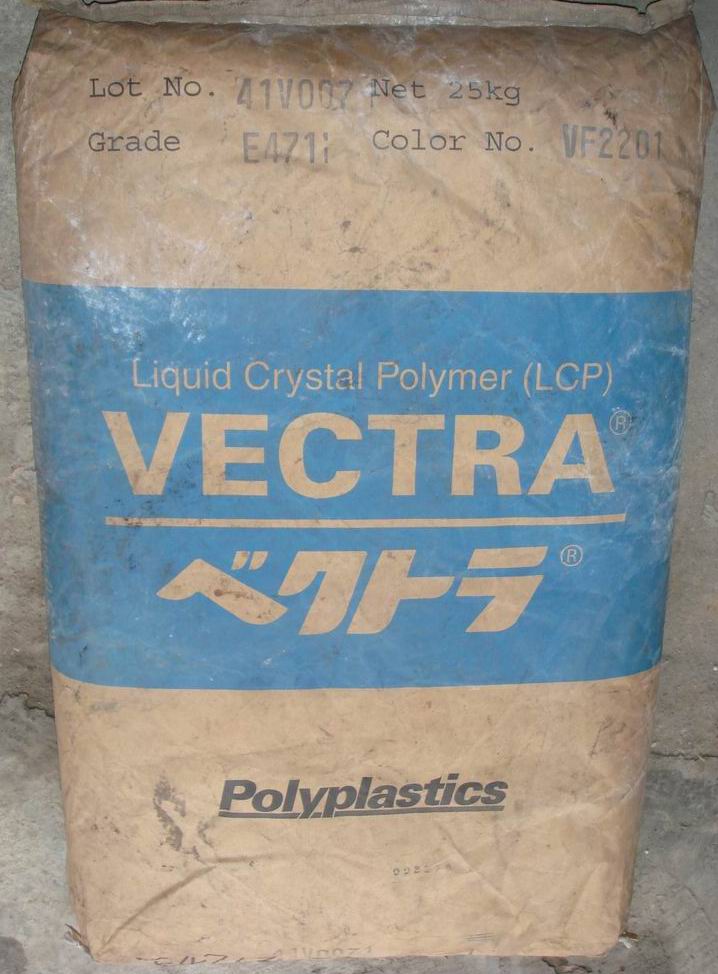 Lot No. 41V007 Net 25kg
Grade E471i Color No. VF2201
Liquid Crystal Polymer (LCP)
VECTRA®
ベクトラ®
Polyplastics